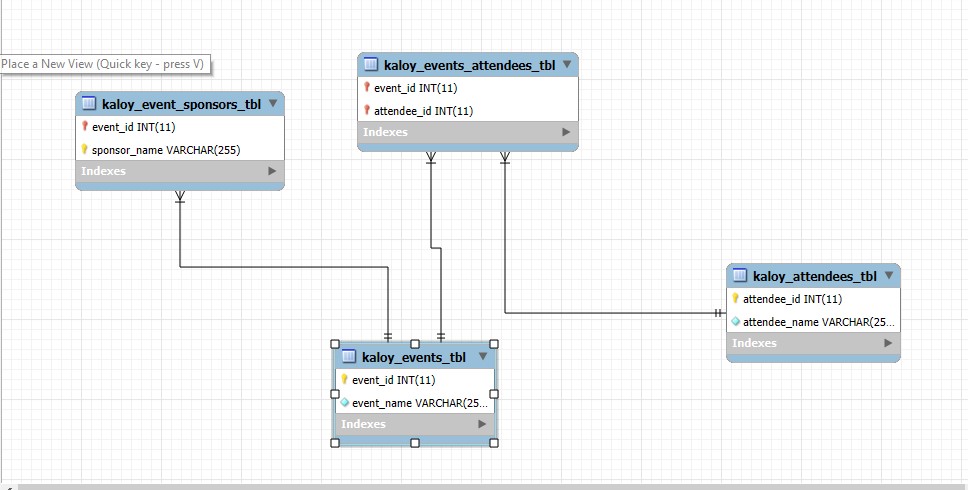 Place a New View (Quick key - press V)
kaloy_events_attendees_tbl
event_id INT(11)
attendee_id INT(11)
Indexes
kaloy_event_sponsors_tbl
event_id INT(11)
sponsor_name VARCHAR(255)
Indexes
kaloy_attendees_tbl
attendee_id INT(11)
attendee_name VARCHAR(25...
Indexes
kaloy_events_tbl
event_id INT(11)
event_name VARCHAR(25...
Indexes